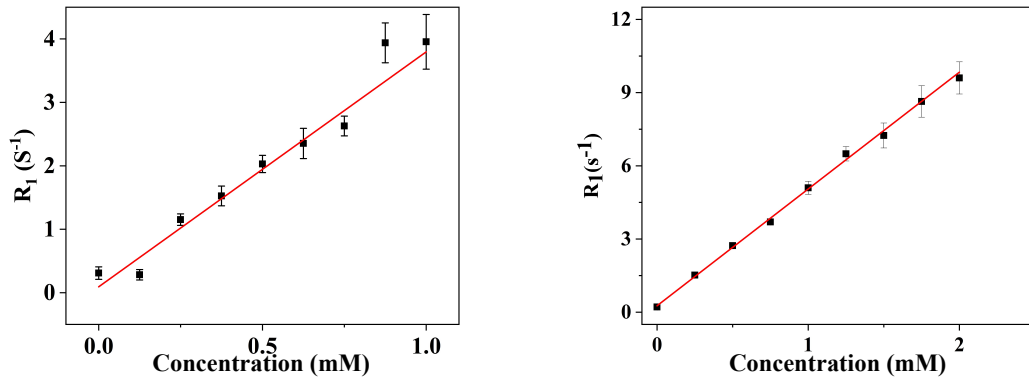 4
3
2
1
0
R₁ (S⁻¹)
0.0 0.5 1.0
Concentration (mM)
12
9
6
3
0
R1(s⁻¹)
0 1 2
Concentration (mM)